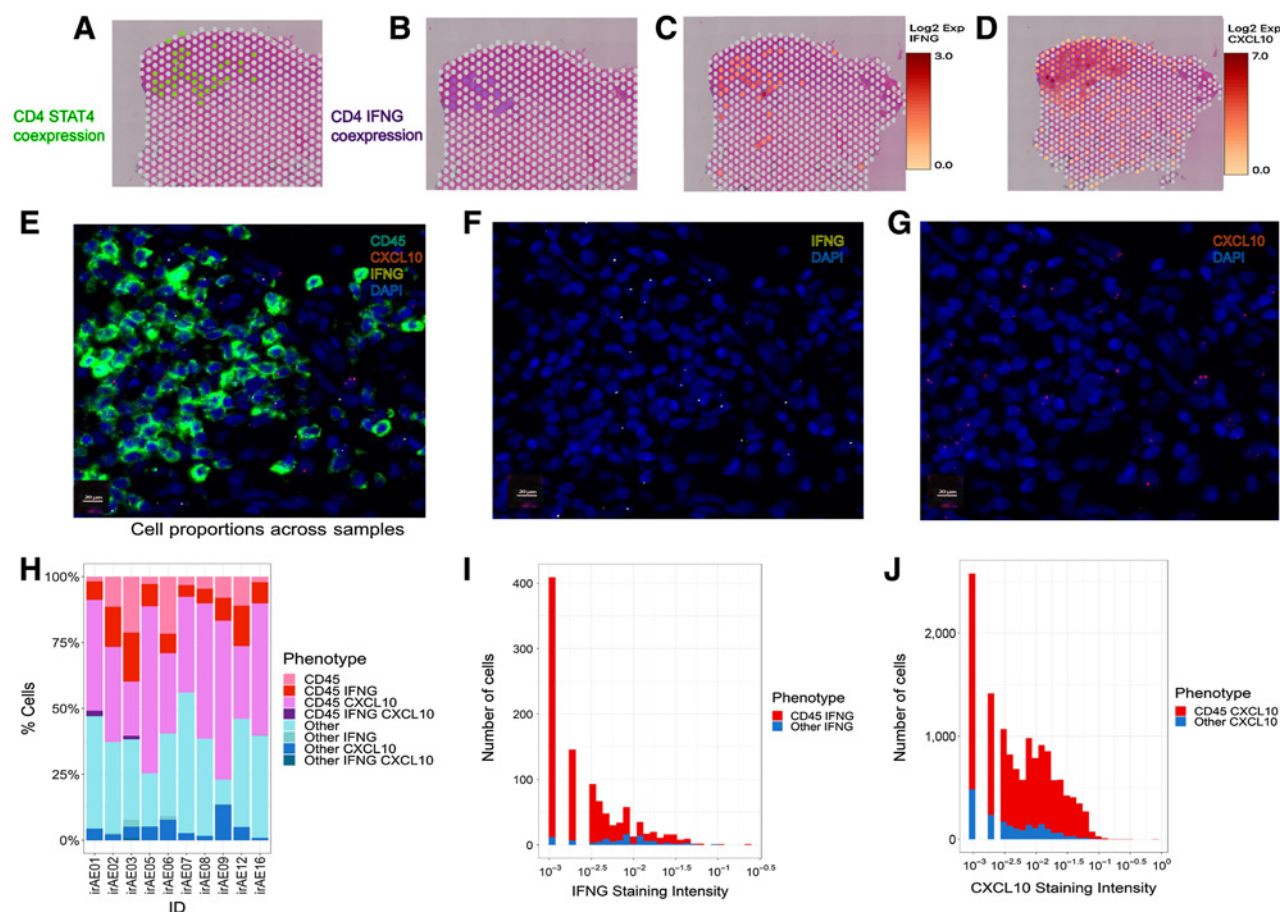 A
B
C
D
CD4 STAT4
coexpression
CD4 IFNG
coexpression
Log2 Exp
IFNG
3.0
0.0
Log2 Exp
CXCL10
7.0
0.0
E
F
G
CD45
CXCL10
IFNG
DAPI
IFNG
DAPI
CXCL10
DAPI
20 µm
20 µm
20 µm
Cell proportions across samples
H
100%
75%
50%
25%
0%
% Cells
irAE01
irAE02
irAE03
irAE05
irAE06
irAE07
irAE08
irAE09
irAE12
irAE16
ID
Phenotype
CD45
CD45 IFNG
CD45 CXCL10
CD45 IFNG CXCL10
Other
Other IFNG
Other CXCL10
Other IFNG CXCL10
I
400
300
200
100
0
Number of cells
10⁻³ 10⁻²·⁵ 10⁻² 10⁻¹·⁵ 10⁻¹ 10⁻⁰·⁵
IFNG Staining Intensity
Phenotype
CD45 IFNG
Other IFNG
J
2,000
1,000
0
Number of cells
10⁻³ 10⁻²·⁵ 10⁻² 10⁻¹·⁵ 10⁻¹ 10⁻⁰·⁵ 10⁰
CXCL10 Staining Intensity
Phenotype
CD45 CXCL10
Other CXCL10